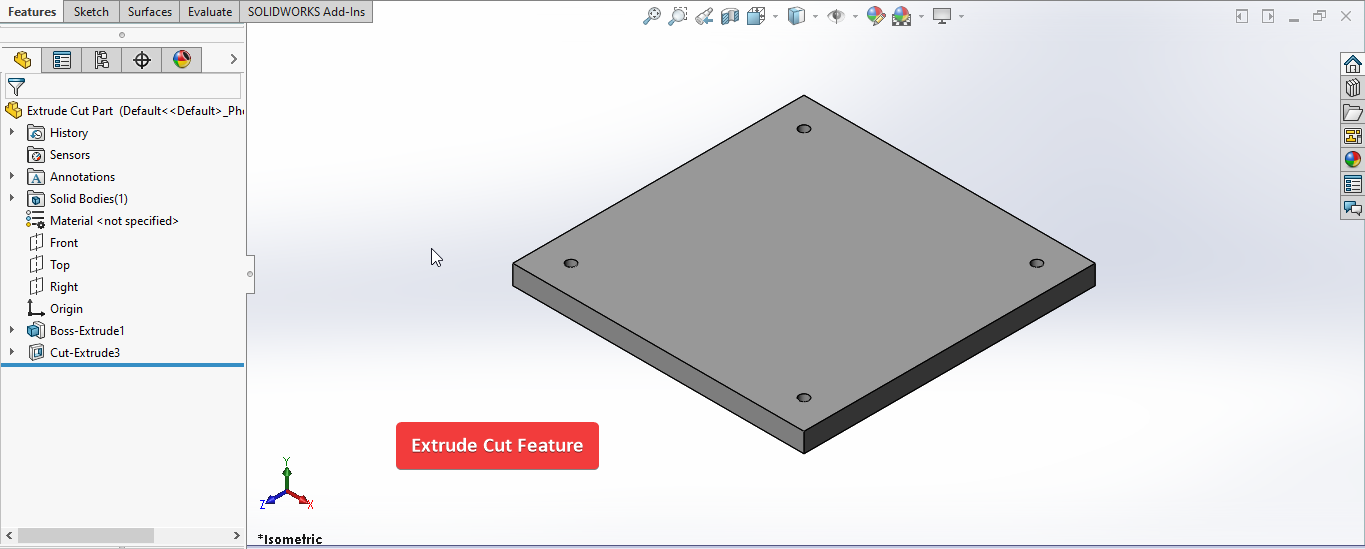 Features Sketch Surfaces Evaluate SOLIDWORKS Add-Ins
Extrude Cut Part (Default<<Default>_Pho
History
Sensors
Annotations
Solid Bodies(1)
Material <not specified>
Front
Top
Right
Origin
Boss-Extrude1
Cut-Extrude3
Extrude Cut Feature
Y
Z X
*Isometric